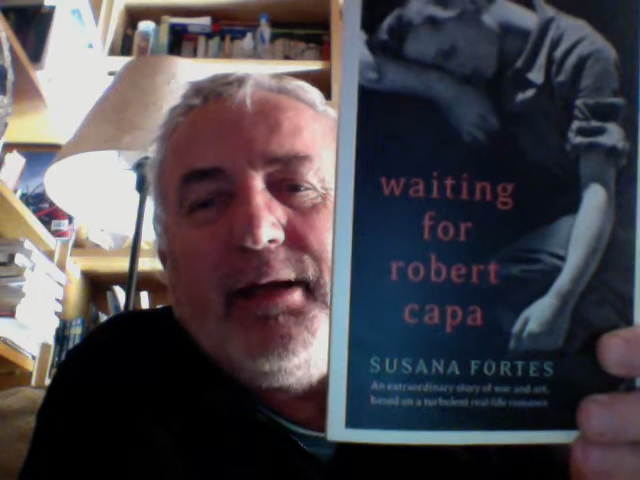 waiting
for
robert
capa
SUSANA FORTES
An extraordinary story of war and art,
based on a turbulent real-life romance